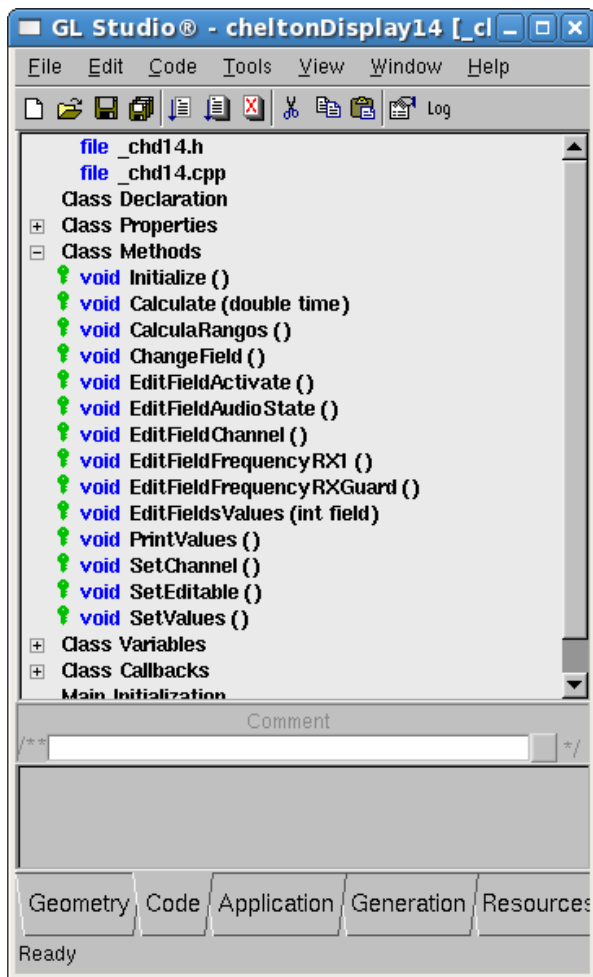 GL Studio® - cheltonDisplay14 [_cl
File Edit Code Tools View Window Help
Log
file _chd14.h
file _chd14.cpp
Class Declaration
Class Properties
Class Methods
void Initialize ()
void Calculate (double time)
void CalculaRangos ()
void ChangeField ()
void EditFieldActivate ()
void EditFieldAudioState ()
void EditFieldChannel ()
void EditFieldFrequencyRX1 ()
void EditFieldFrequencyRXGuard ()
void EditFieldsValues (int field)
void PrintValues ()
void SetChannel ()
void SetEditable ()
void SetValues ()
Class Variables
Class Callbacks
Main Initialization
Comment
/** */
Geometry Code Application Generation Resources
Ready